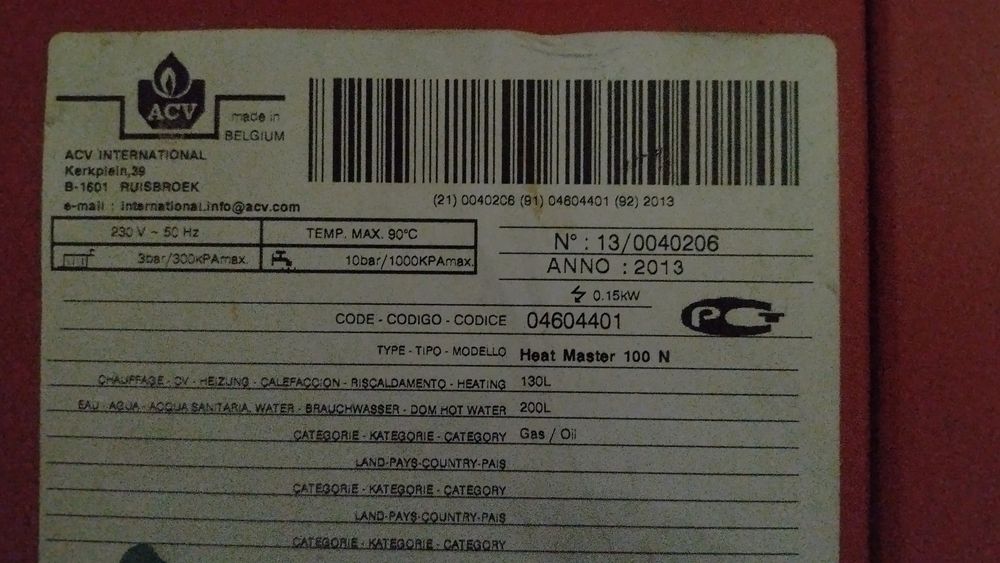 ACV
made in
BELGIUM
ACV INTERNATIONAL
Kerkplein,39
B-1601 RUISBROEK
e-mail : international.info@acv.com
(21) 0040206 (91) 04604401 (92) 2013
230 V ~ 50 Hz
TEMP. MAX. 90°C
3bar/300KPAmax.
10bar/1000KPAmax.
N° : 13/0040206
ANNO : 2013
0.15kW
CODE - CODIGO - CODICE 04604401
PCT
TYPE - TIPO - MODELLO Heat Master 100 N
CHAUFFAGE - CV - HEIZUNG - CALEFACCION - RISCALDAMENTO - HEATING 130L
EAU - AGUA - ACQUA SANITARIA, WATER - BRAUCHWASSER - DOM HOT WATER 200L
CATEGORIE - KATEGORIE - CATEGORY Gas / Oil
LAND-PAYS-COUNTRY-PAIS
CATEGORIE - KATEGORIE - CATEGORY
LAND-PAYS-COUNTRY-PAIS
CATEGORIE - KATEGORIE - CATEGORY